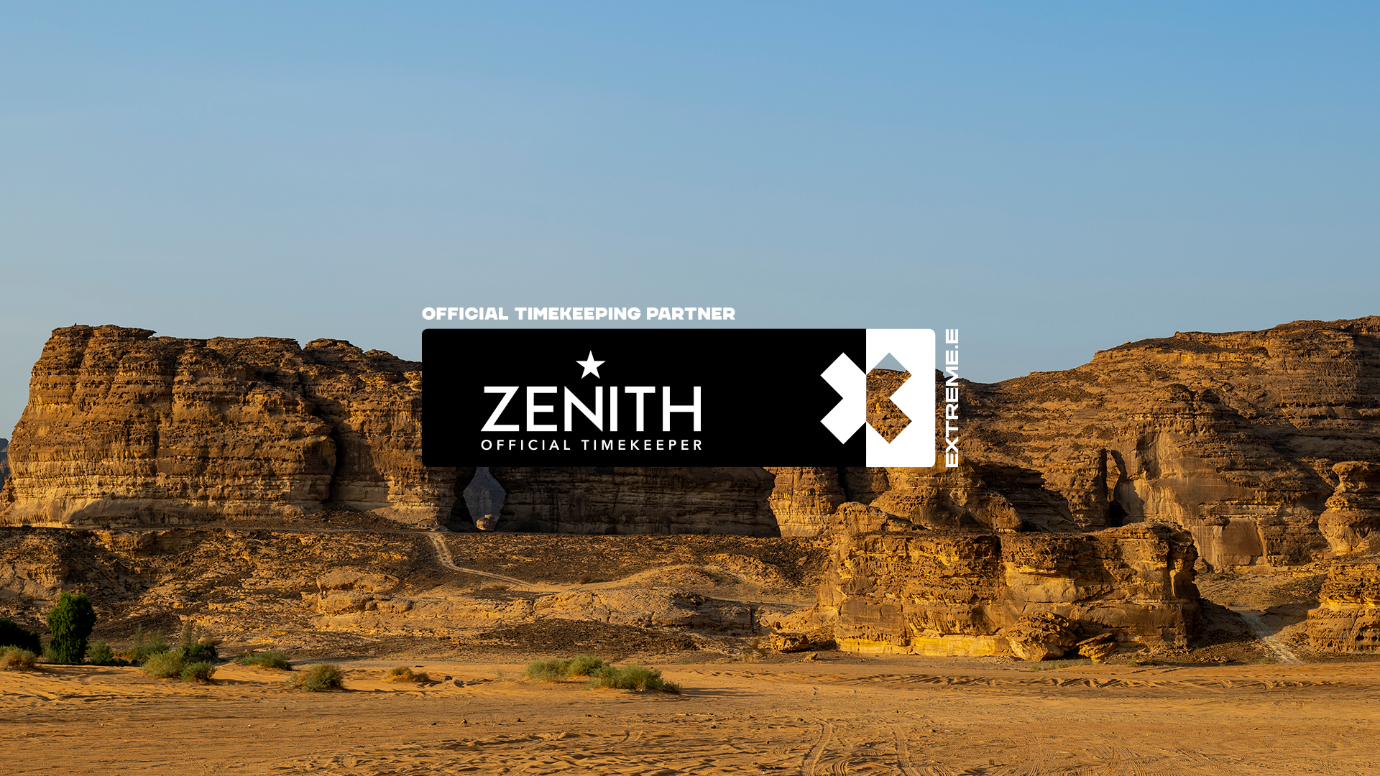 OFFICIAL TIMEKEEPING PARTNER
ZENITH
OFFICIAL TIMEKEEPER
EXTREME.E